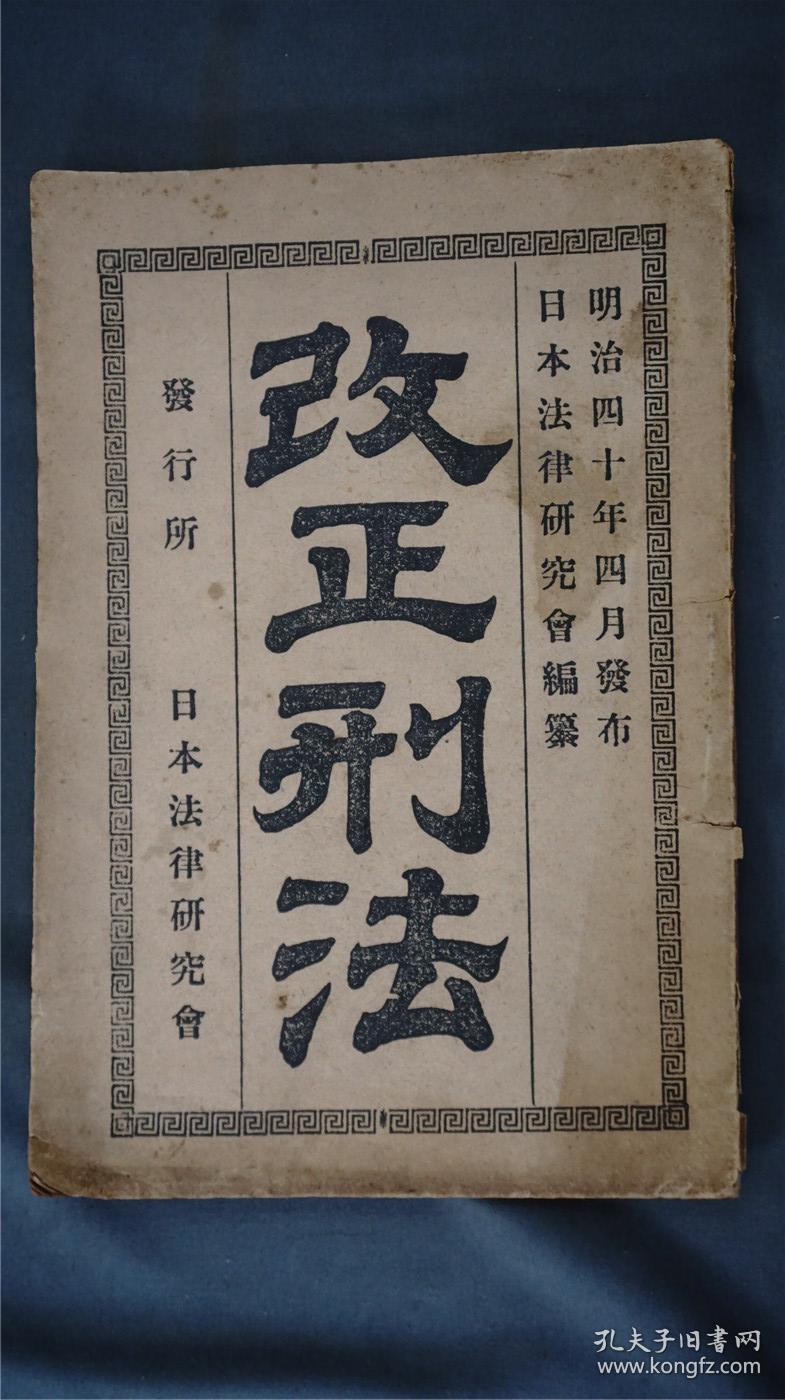 明治四十年四月發布
日本法律研究會編纂
改正刑法
發行所 日本法律研究會
孔夫子旧书网
www.kongfz.com